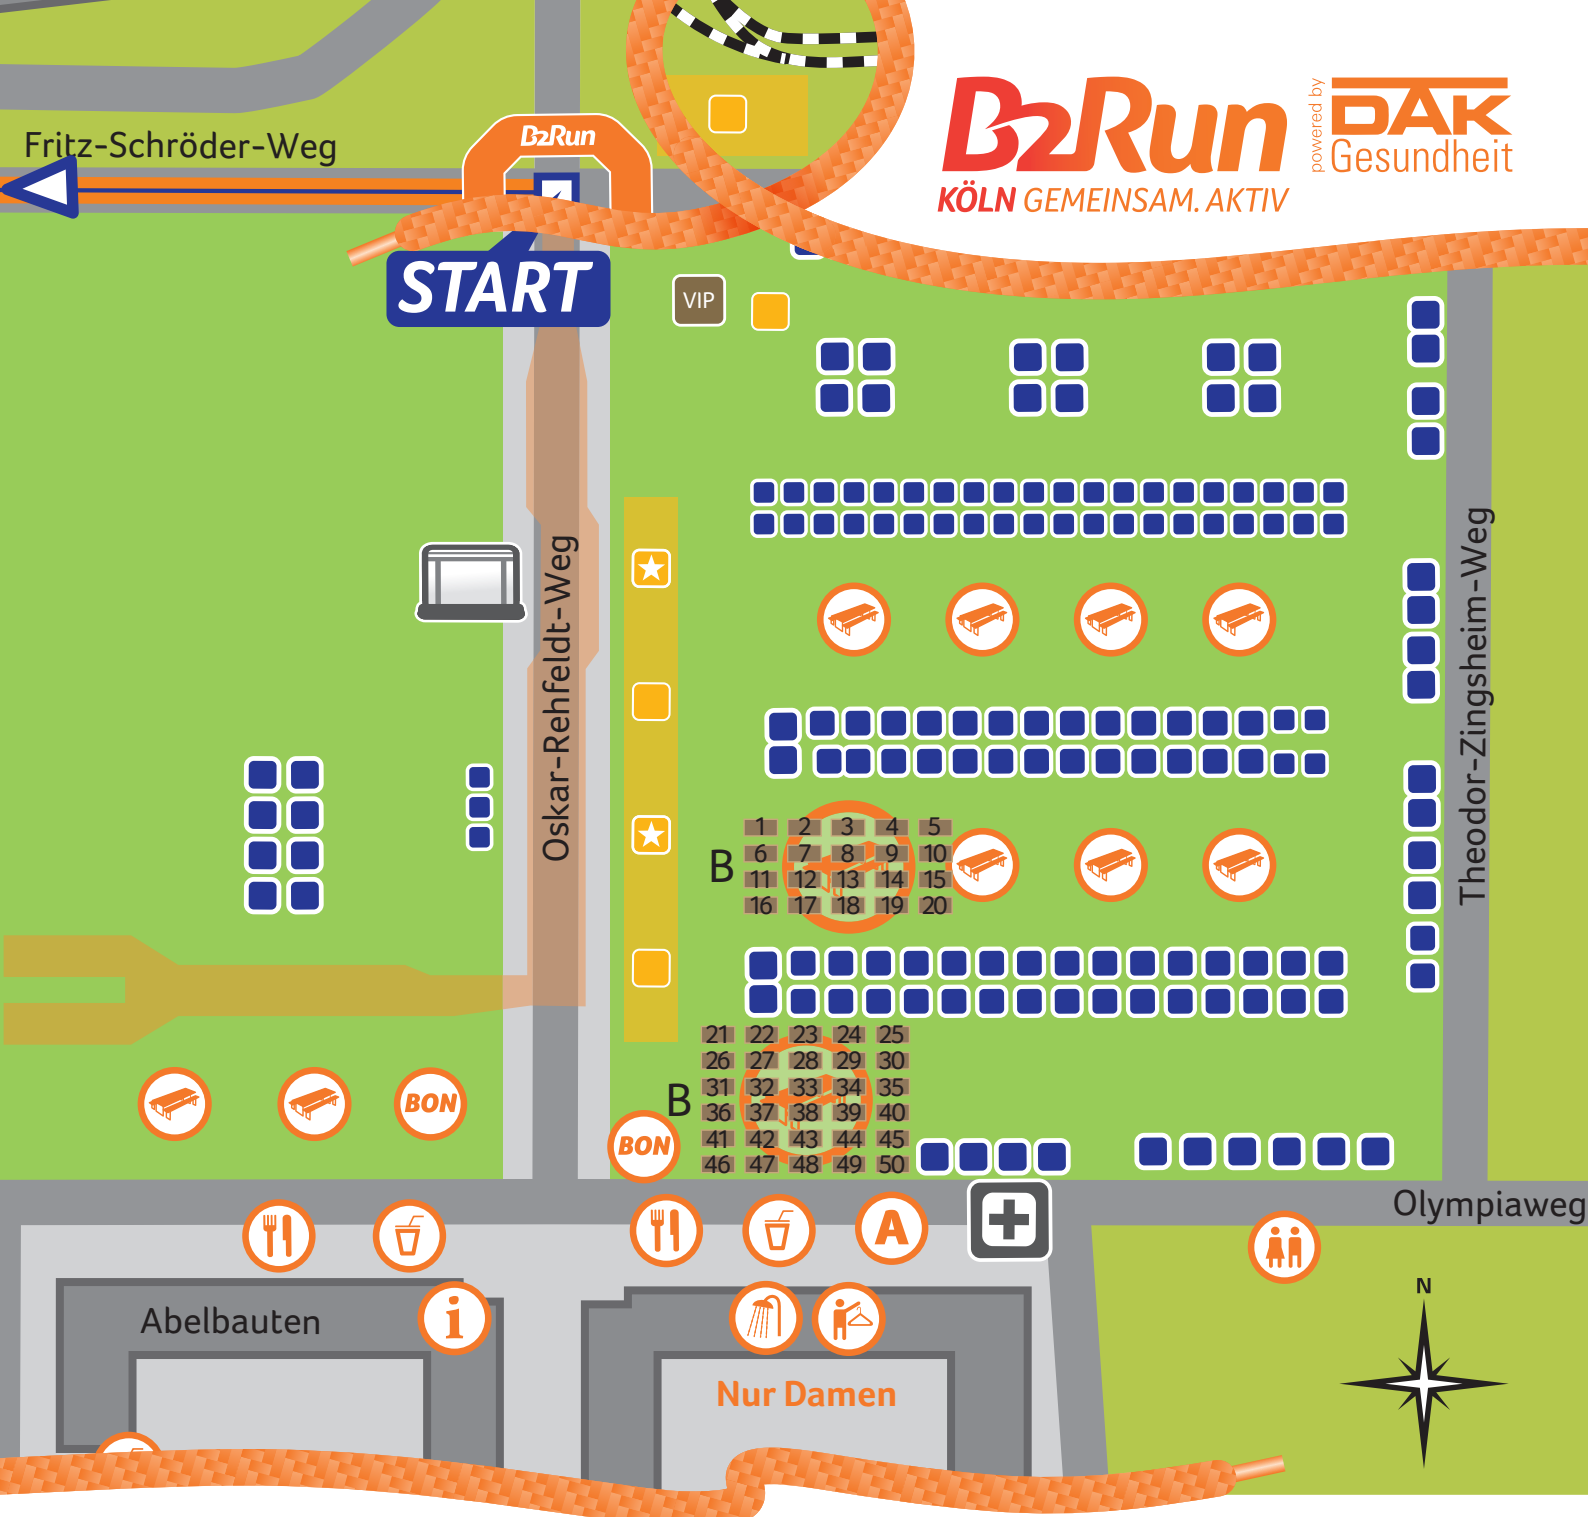 B2Run
powered by
DAK
Gesundheit
KÖLN GEMEINSAM. AKTIV
B2Run
Fritz-Schröder-Weg
START
VIP
Oskar-Rehfeldt-Weg
Theodor-Zingsheim-Weg
B
1 2 3 4 5
6 7 8 9 10
11 12 13 14 15
16 17 18 19 20
B
21 22 23 24 25
26 27 28 29 30
31 32 33 34 35
36 37 38 39 40
41 42 43 44 45
46 47 48 49 50
BON
BON
A
Olympiaweg
i
Abelbauten
Nur Damen
N